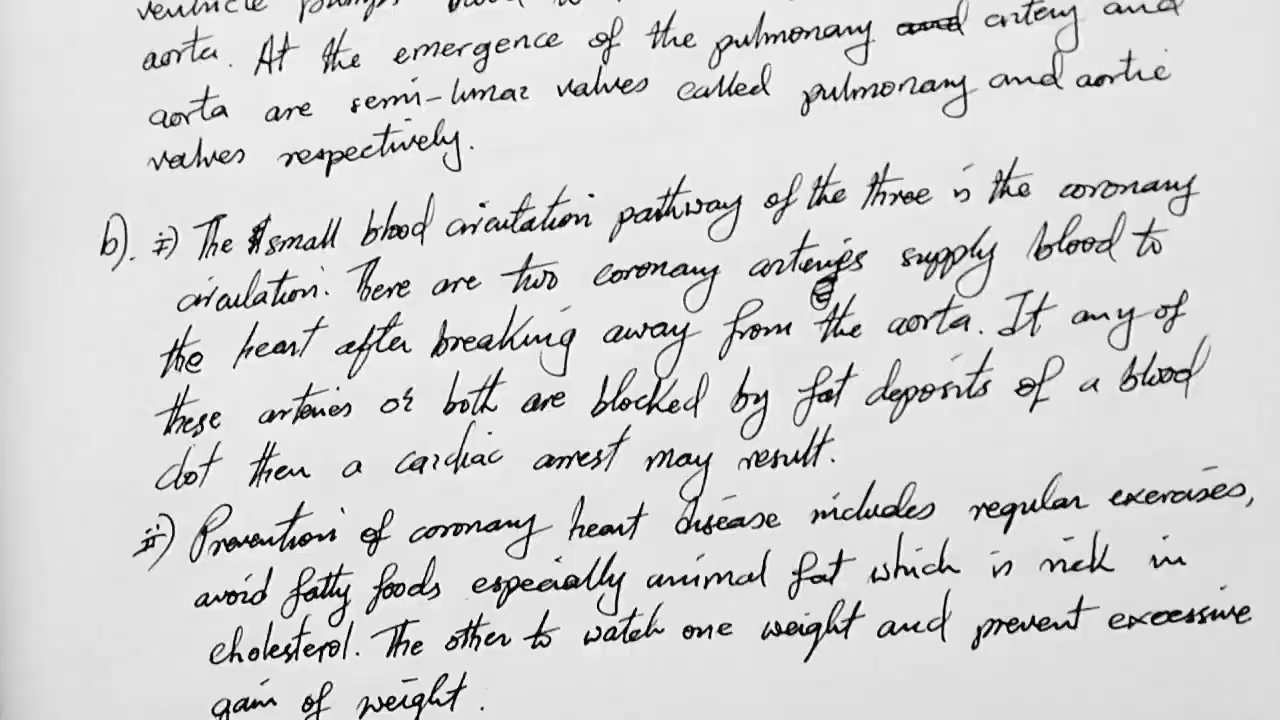 ventricle pumps blood to
aorta. At the emergence of the pulmonary and artery and
aorta are semi-lunar valves called pulmonary and aortic
valves respectively.
b). i) The small blood circulation pathway of the three is the coronary
circulation. There are two coronary arteries supply blood to
the heart after breaking away from the aorta. If any of
these arteries or both are blocked by fat deposits of a blood
clot then a cardiac arrest may result.
ii) Prevention of coronary heart disease includes regular exercises,
avoid fatty foods especially animal fat which is rich in
cholesterol. The other to watch one weight and prevent excessive
gain of weight.